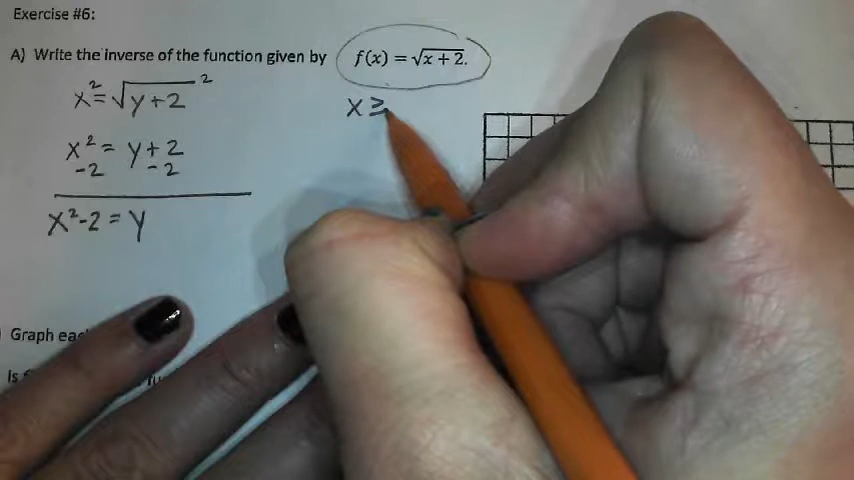 Exercise #6:
A) Write the inverse of the function given by f(x) = √x + 2.
x² = √y + 2 ²
x ≥
x² = y + 2
-2 -2
x² - 2 = y
Graph
Is